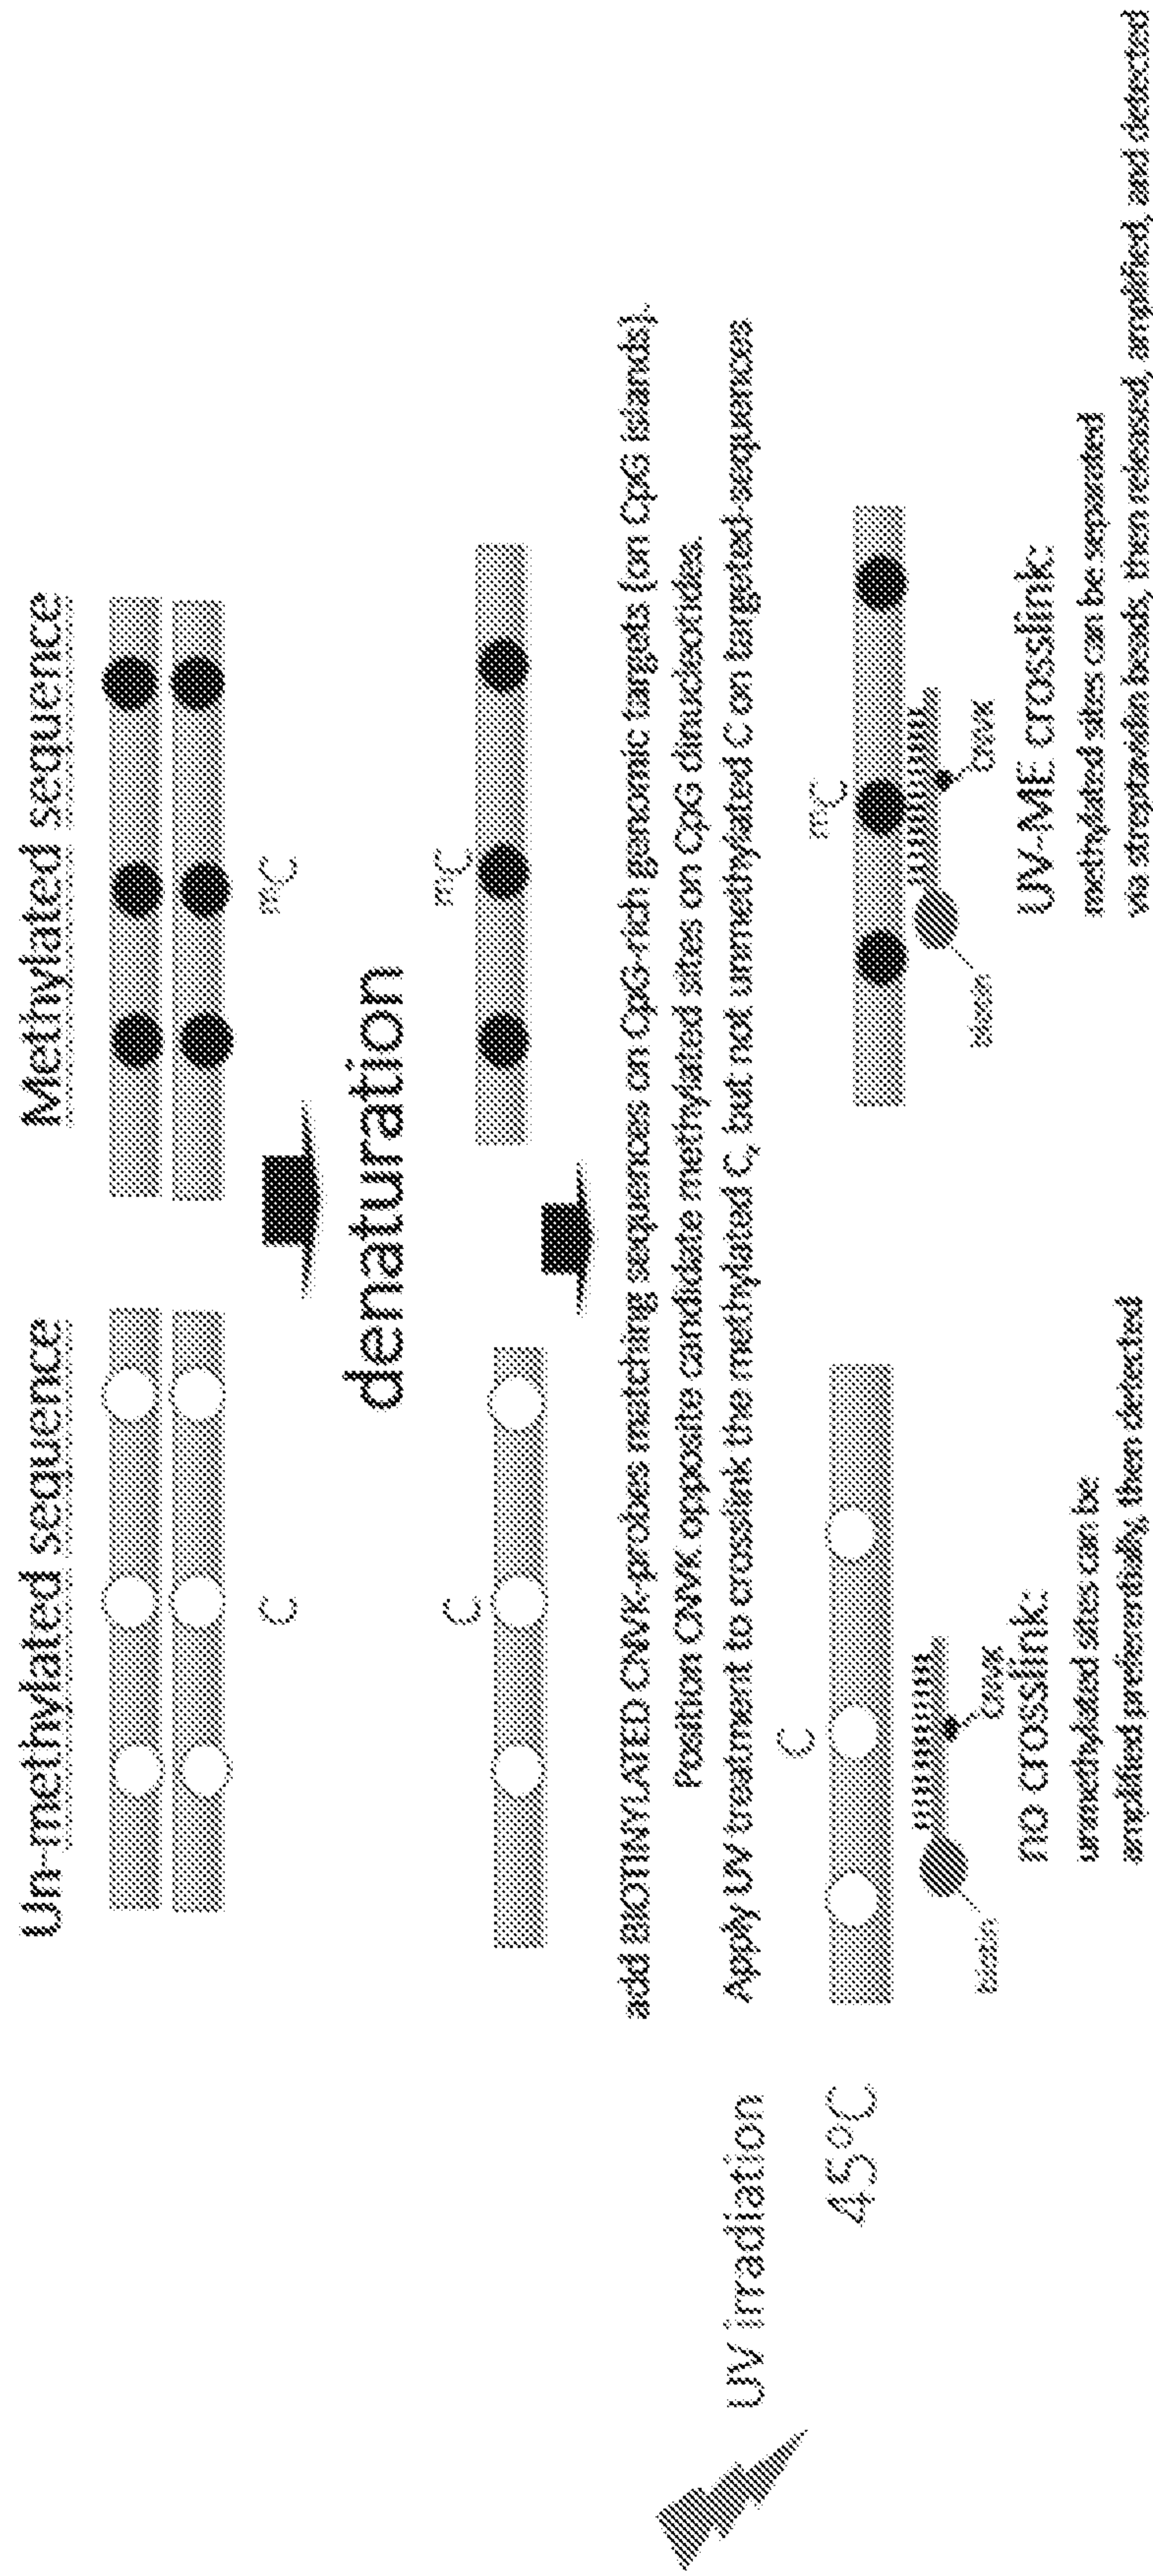 Un-methylated sequence
Methylated sequence
C
mC
denaturation
C
mC
add BIOTINYLATED CNVK-probes matching sequences on CpG-rich genomic targets (on CpG islands).
Position CNVK opposite candidate methylated sites on CpG dinucleotides.
UV irradiation
Apply UV treatment to crosslink the methylated C, but not unmethylated C on targeted-sequences
45°C
C
mC
biotin
cnvk
biotin
cnvk
no crosslink:
unmethylated sites can be
amplified preferentially, then detected
UV-ME crosslink:
methylated sites can be separated
via streptavidin beads, then released, amplified, and detected